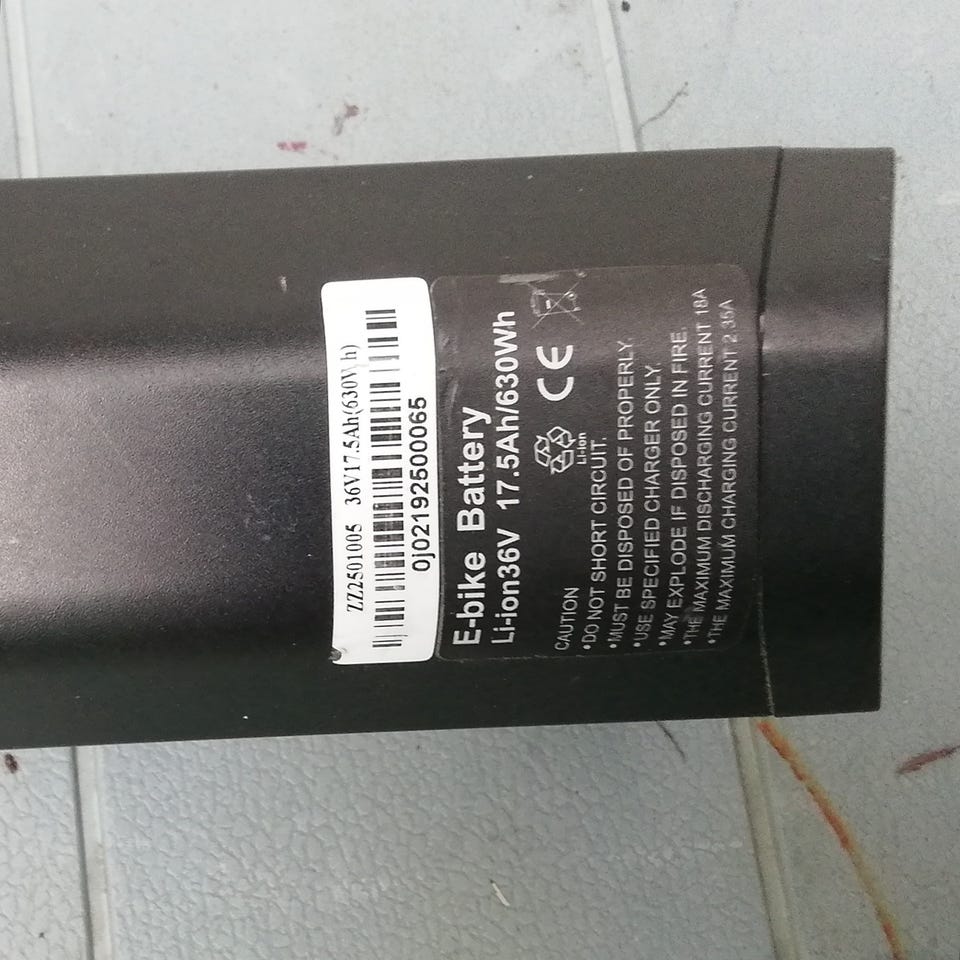 ZZ2501005 36V17.5Ah(630Wh)
0j02192500065
E-bike Battery
Li-ion36V 17.5Ah/630Wh
Li-ion
CE
CAUTION
•DO NOT SHORT CIRCUIT.
•MUST BE DISPOSED OF PROPERLY.
•USE SPECIFIED CHARGER ONLY.
•MAY EXPLODE IF DISPOSED IN FIRE.
•THE MAXIMUM DISCHARGING CURRENT 18A
•THE MAXIMUM CHARGING CURRENT 2.35A